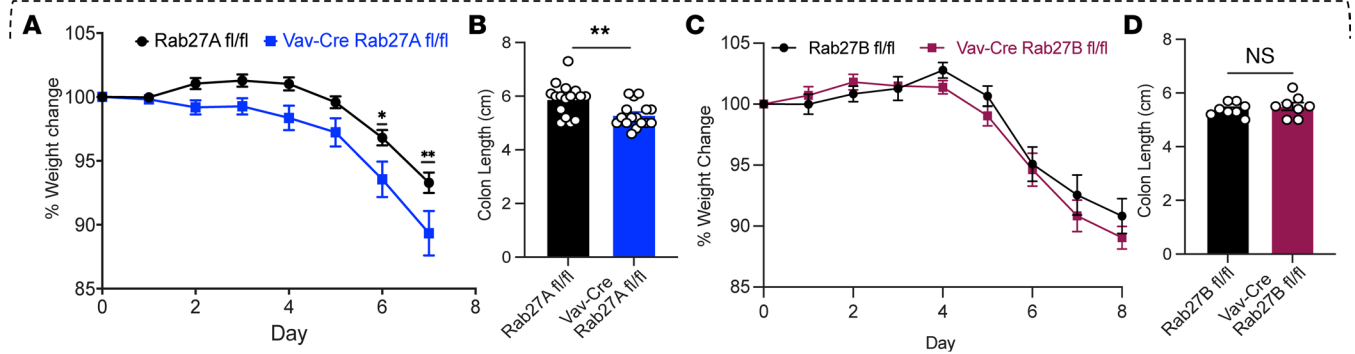 A
105
100
95
90
85
0
2
4
6
8
% Weight change
Day
Rab27A fl/fl
Vav-Cre Rab27A fl/fl
*
**
B
8
6
4
2
0
Colon Length (cm)
**
Rab27A fl/fl
Vav-Cre
Rab27A fl/fl
C
105
100
95
90
85
0
2
4
6
8
% Weight Change
Day
Rab27B fl/fl
Vav-Cre Rab27B fl/fl
D
8
6
4
2
0
Colon Length (cm)
NS
Rab27B fl/fl
Vav-Cre
Rab27B fl/fl